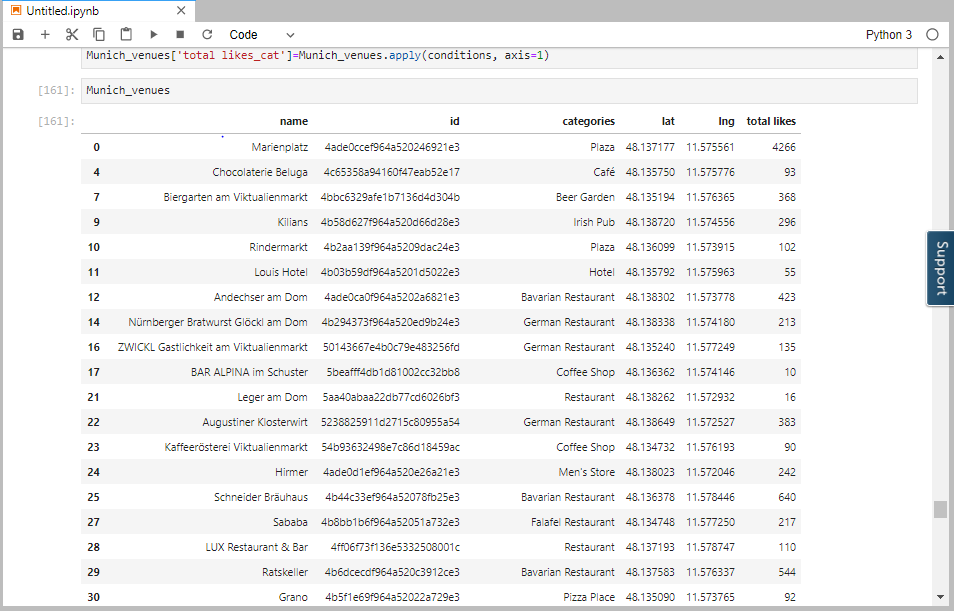 Untitled.ipynb
Code
Python 3
Munich_venues['total likes_cat']=Munich_venues.apply(conditions, axis=1)
[161]: Munich_venues
[161]:
name id categories lat lng total likes
0 Marienplatz 4ade0ccef964a520246921e3 Plaza 48.137177 11.575561 4266
4 Chocolaterie Beluga 4c65358a94160f47eab52e17 Café 48.135750 11.575776 93
7 Biergarten am Viktualienmarkt 4bbc6329afe1b7136d4d304b Beer Garden 48.135194 11.576365 368
9 Kilians 4b58d627f964a520d66d28e3 Irish Pub 48.138720 11.574556 296
10 Rindermarkt 4b2aa139f964a5209dac24e3 Plaza 48.136099 11.573915 102
11 Louis Hotel 4b03b59df964a5201d5022e3 Hotel 48.135792 11.575963 55
12 Andechser am Dom 4ade0ca0f964a5202a6821e3 Bavarian Restaurant 48.138302 11.573778 423
14 Nürnberger Bratwurst Glöckl am Dom 4b294373f964a520ed9b24e3 German Restaurant 48.138338 11.574180 213
16 ZWICKL Gastlichkeit am Viktualienmarkt 50143667e4b0c79e483256fd German Restaurant 48.135240 11.577249 135
17 BAR ALPINA im Schuster 5beafff4db1d81002cc32bb8 Coffee Shop 48.136362 11.574146 10
21 Leger am Dom 5aa40abaa22db77cd6026bf3 Restaurant 48.138262 11.572932 16
22 Augustiner Klosterwirt 5238825911d2715c80955a54 German Restaurant 48.138649 11.572527 383
23 Kaffeerösterei Viktualienmarkt 54b93632498e7c86d18459ac Coffee Shop 48.134732 11.576193 90
24 Hirmer 4ade0d1ef964a520e26a21e3 Men's Store 48.138023 11.572046 242
25 Schneider Bräuhaus 4b44c33ef964a52078fb25e3 Bavarian Restaurant 48.136378 11.578446 640
27 Sababa 4b8bb1b6f964a52051a732e3 Falafel Restaurant 48.134748 11.577250 217
28 LUX Restaurant & Bar 4ff06f73f136e5332508001c Restaurant 48.137193 11.578747 110
29 Ratskeller 4b6dcecdf964a520c3912ce3 Bavarian Restaurant 48.137583 11.576337 544
30 Grano 4b5f1e69f964a52022a729e3 Pizza Place 48.135090 11.573765 92
Support